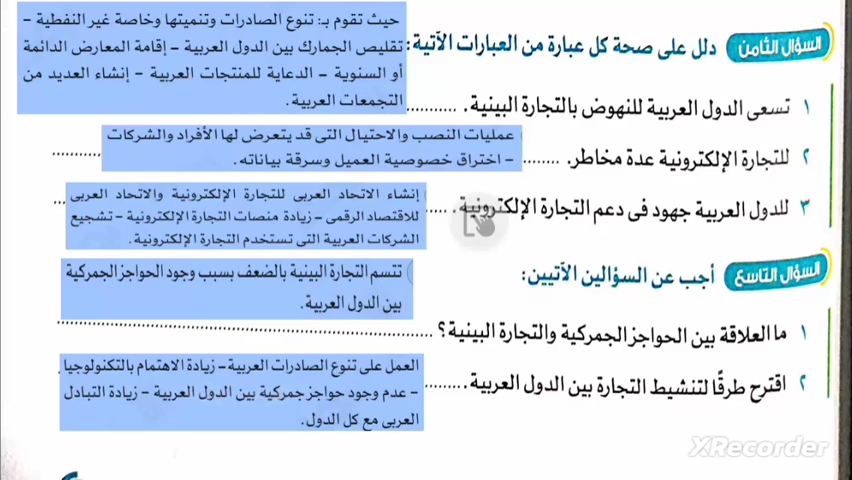 السؤال الثامن دلل على صحة كل عبارة من العبارات الآتية:
حيث تقوم بـ: تنوع الصادرات وتنميتها وخاصة غير النفطية –
تقليص الجمارك بين الدول العربية – إقامة المعارض الدائمة
أو السنوية – الدعاية للمنتجات العربية – إنشاء العديد من
التجمعات العربية.
١ تسعى الدول العربية للنهوض بالتجارة البينية. ..........
عمليات النصب والاحتيال التى قد يتعرض لها الأفراد والشركات
– اختراق خصوصية العميل وسرقة بياناته.
٢ للتجارة الإلكترونية عدة مخاطر. ..........
إنشاء الاتحاد العربى للتجارة الإلكترونية والاتحاد العربى
للاقتصاد الرقمى – زيادة منصات التجارة الإلكترونية – تشجيع
الشركات العربية التى تستخدم التجارة الإلكترونية.
٣ للدول العربية جهود فى دعم التجارة الإلكترونية. ..........
السؤال التاسع أجب عن السؤالين الآتيين:
تتسم التجارة البينية بالضعف بسبب وجود الحواجز الجمركية
بين الدول العربية.
١ ما العلاقة بين الحواجز الجمركية والتجارة البينية؟ ..........
العمل على تنوع الصادرات العربية – زيادة الاهتمام بالتكنولوجيا
– عدم وجود حواجز جمركية بين الدول العربية – زيادة التبادل
العربى مع كل الدول.
٢ اقترح طرقًا لتنشيط التجارة بين الدول العربية. ..........
XRecorder